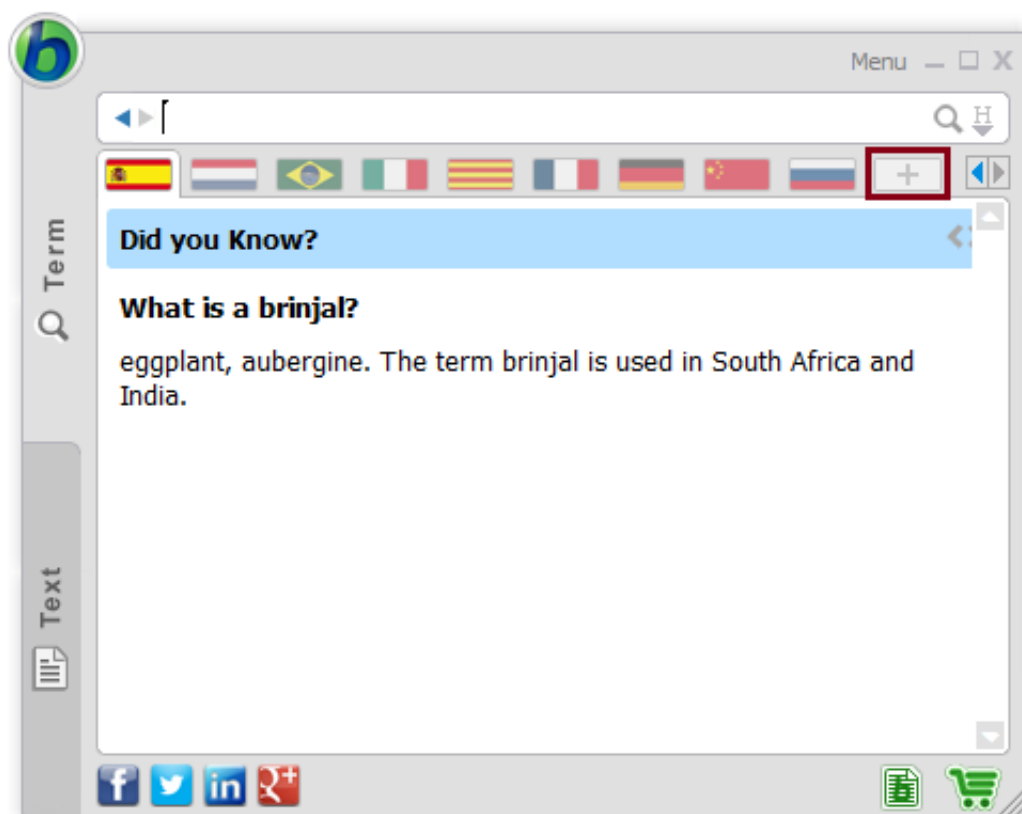 Menu
H
Did you Know?
What is a brinjal?
eggplant, aubergine. The term brinjal is used in South Africa and
India.
Term
Text